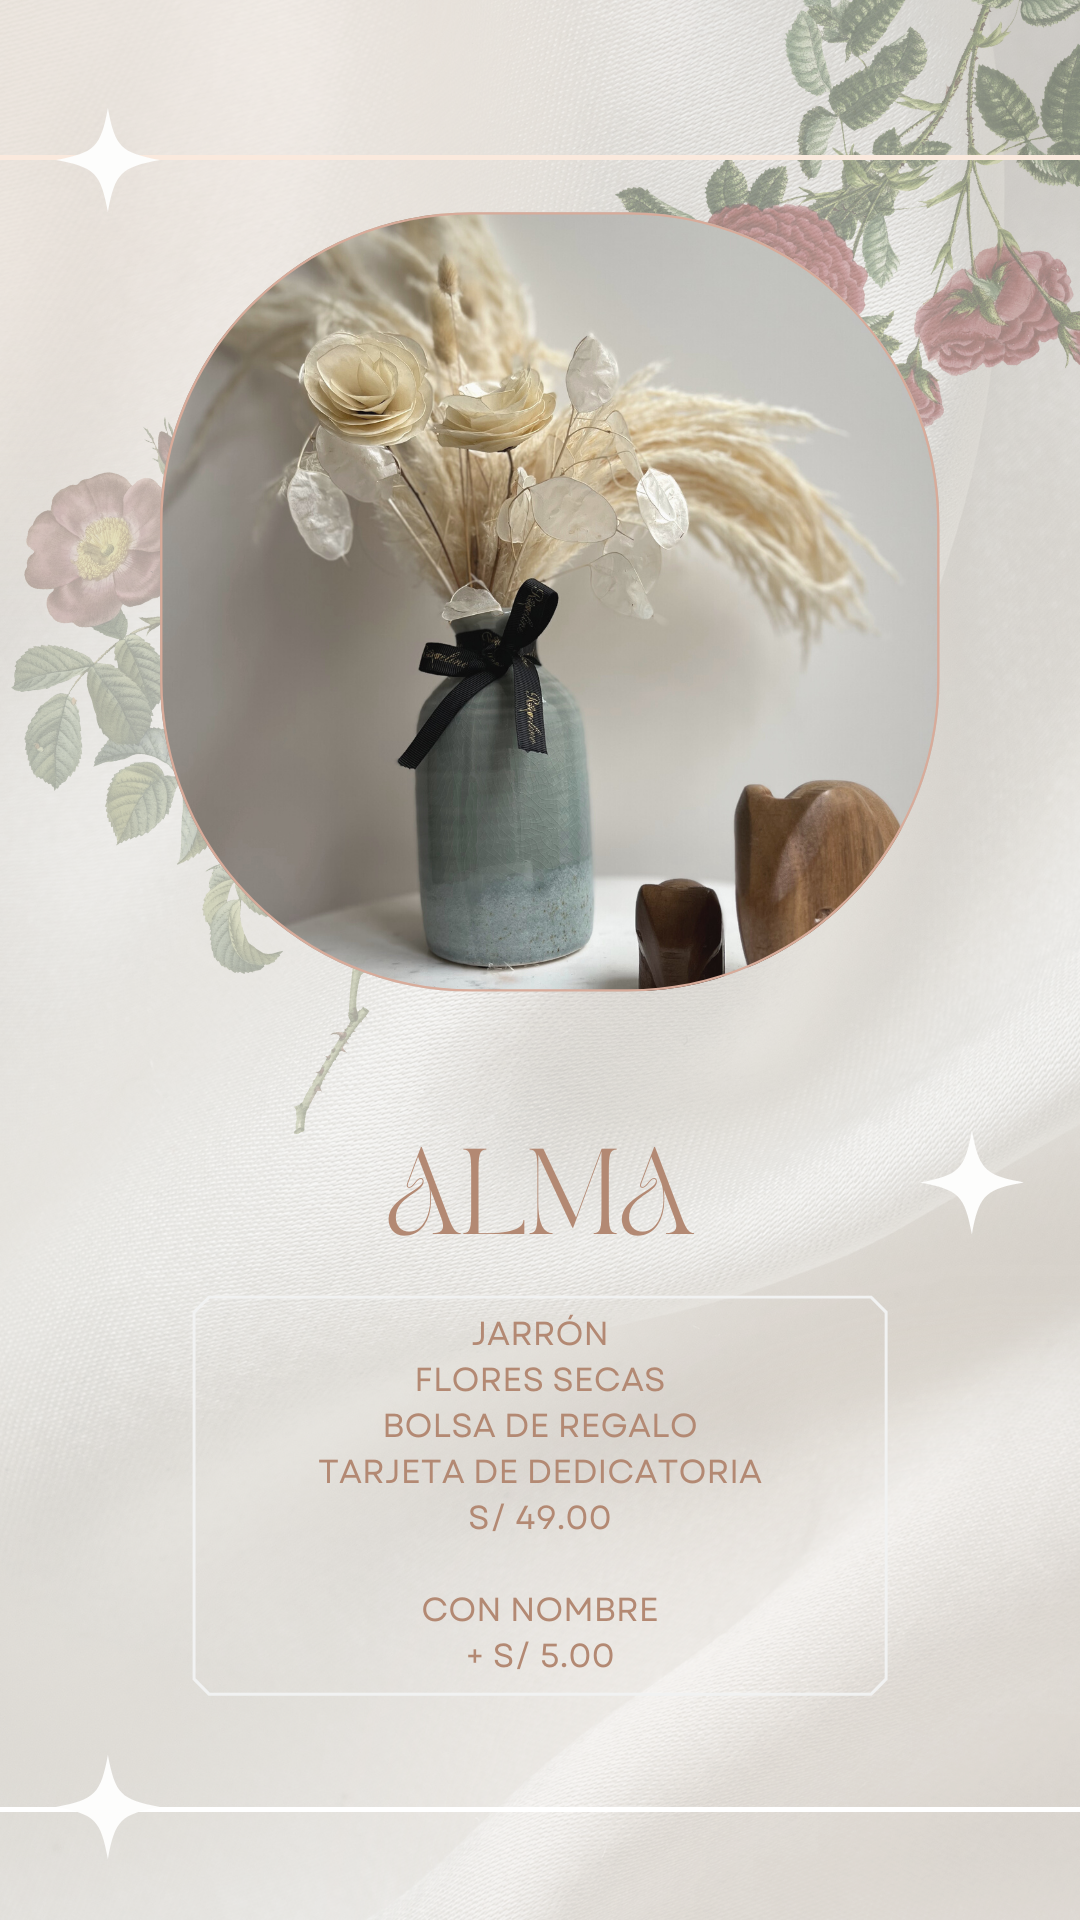 ALMA
JARRÓN
FLORES SECAS
BOLSA DE REGALO
TARJETA DE DEDICATORIA
S/ 49.00
CON NOMBRE
+ S/ 5.00